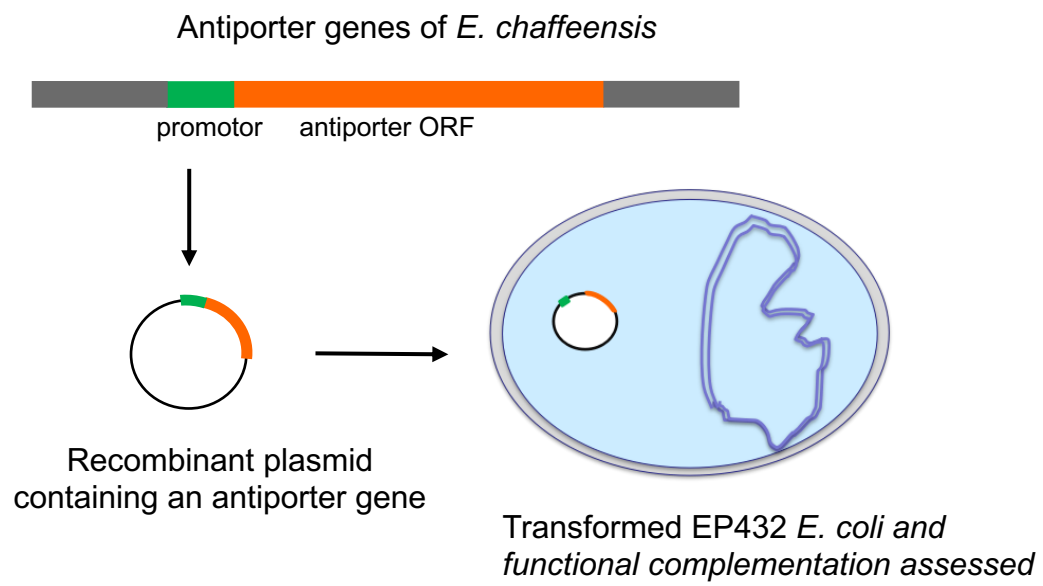 Antiporter genes of E. chaffeensis
promotor
antiporter ORF
Recombinant plasmid
containing an antiporter gene
Transformed EP432 E. coli and
functional complementation assessed